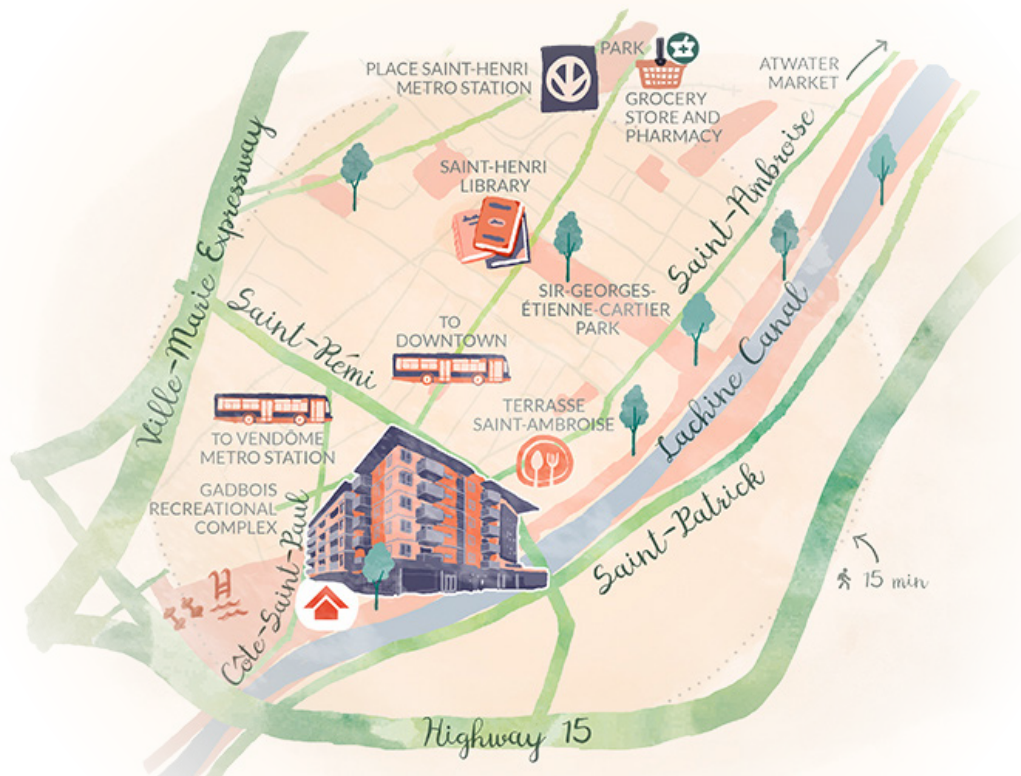 PARK
PLACE SAINT-HENRI
METRO STATION
ATWATER
MARKET
GROCERY
STORE AND
PHARMACY
Saint-Ambroise
Ville-Marie Expressway
SAINT-HENRI
LIBRARY
SIR-GEORGES-
ÉTIENNE-CARTIER
PARK
Saint-Rémi
TO
DOWNTOWN
Lachine Canal
TERRASSE
SAINT-AMBROISE
TO VENDÔME
METRO STATION
GADBOIS
RECREATIONAL
COMPLEX
Côte-Saint-Paul
Saint-Patrick
15 min
Highway 15